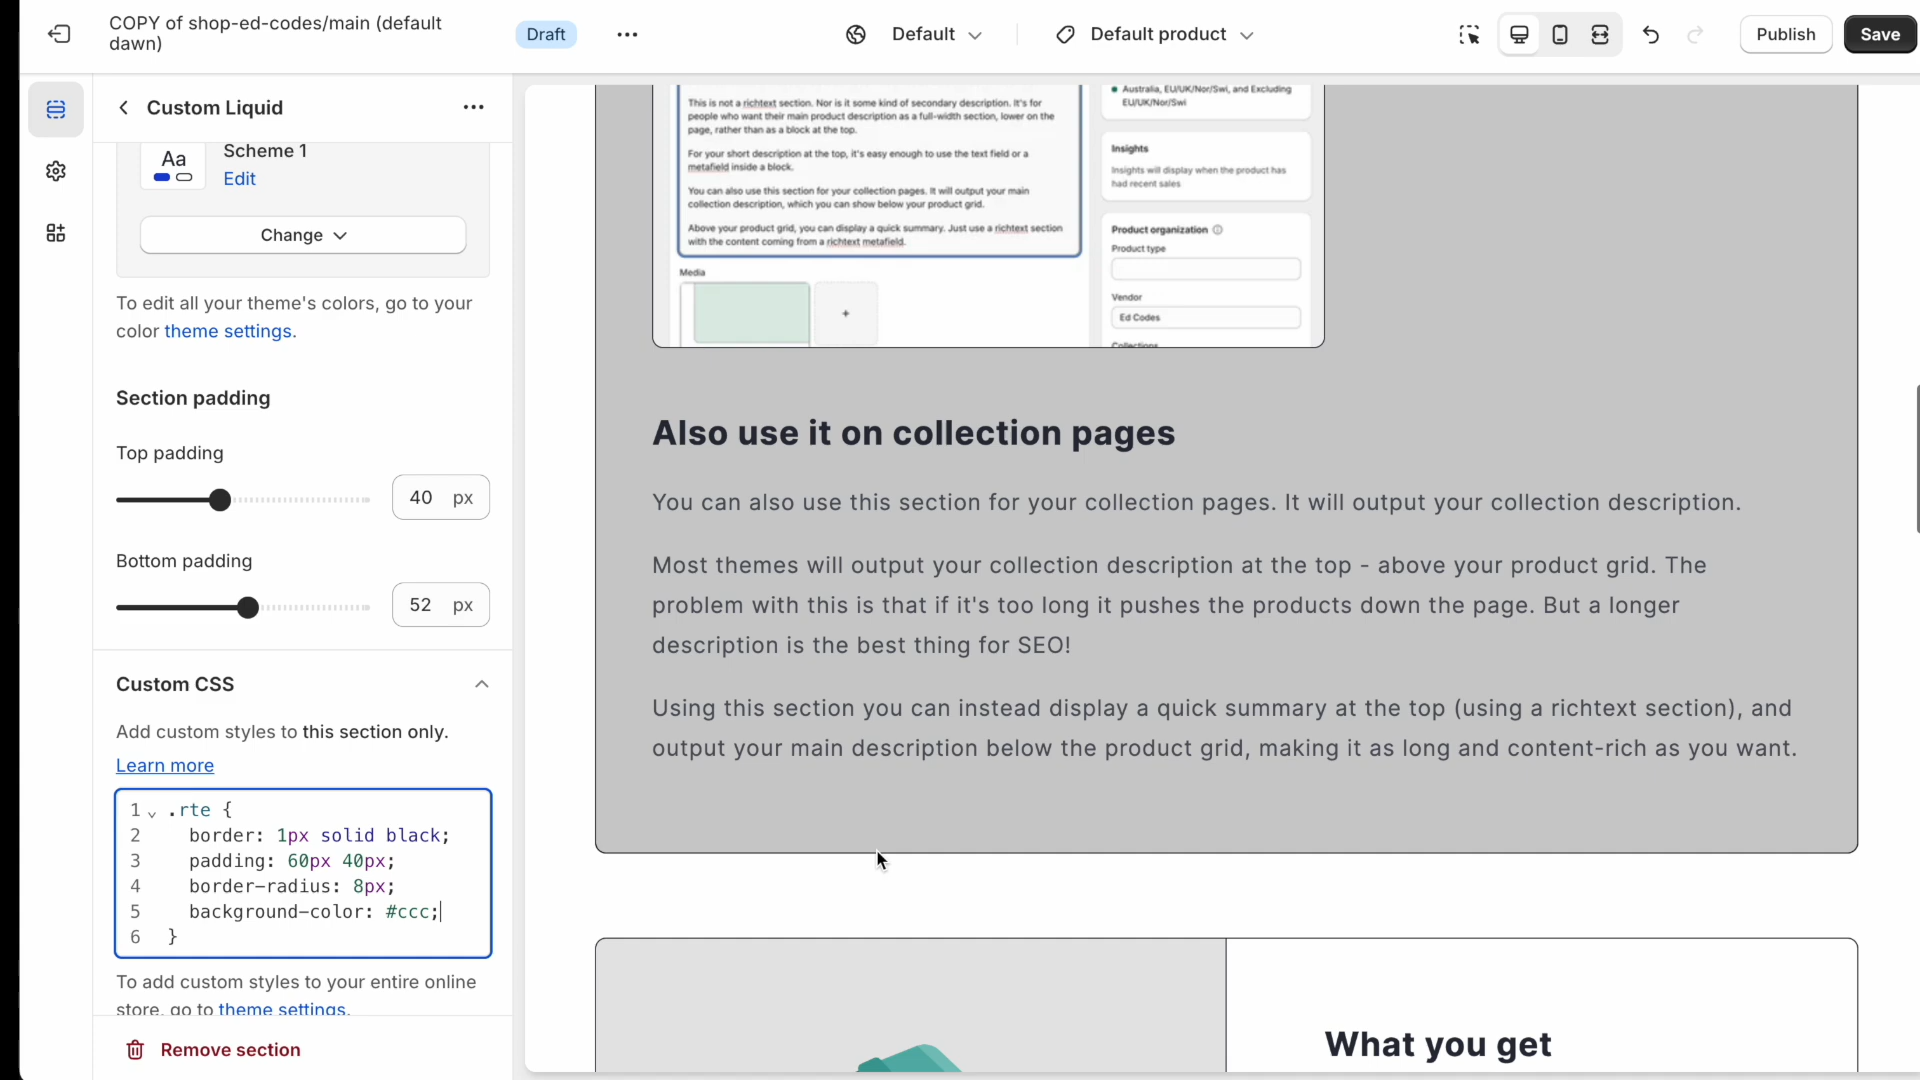 COPY of shop-ed-codes/main (default
dawn)
Draft
Default
Default product
Publish
Save
Custom Liquid
Aa
Scheme 1
Edit
Change
To edit all your theme's colors, go to your
color theme settings.
Section padding
Top padding
40 px
Bottom padding
52 px
Custom CSS
Add custom styles to this section only.
Learn more
1 .rte {
2 border: 1px solid black;
3 padding: 60px 40px;
4 border-radius: 8px;
5 background-color: #ccc;
6 }
To add custom styles to your entire online
store, go to theme settings.
Remove section
This is not a richtext section. Nor is it some kind of secondary description. It's for
people who want their main product description as a full-width section, lower on the
page, rather than as a block at the top.
For your short description at the top, it's easy enough to use the text field or a
metafield inside a block.
You can also use this section for your collection pages. It will output your main
collection description, which you can show below your product grid.
Above your product grid, you can display a quick summary. Just use a richtext section
with the content coming from a richtext metafield.
Media
+
Australia, EU/UK/Nor/Swi, and Excluding
EU/UK/Nor/Swi
Insights
Insights will display when the product has
had recent sales
Product organization
Product type
Vendor
Ed Codes
Collections
Also use it on collection pages
You can also use this section for your collection pages. It will output your collection description.
Most themes will output your collection description at the top - above your product grid. The
problem with this is that if it's too long it pushes the products down the page. But a longer
description is the best thing for SEO!
Using this section you can instead display a quick summary at the top (using a richtext section), and
output your main description below the product grid, making it as long and content-rich as you want.
What you get